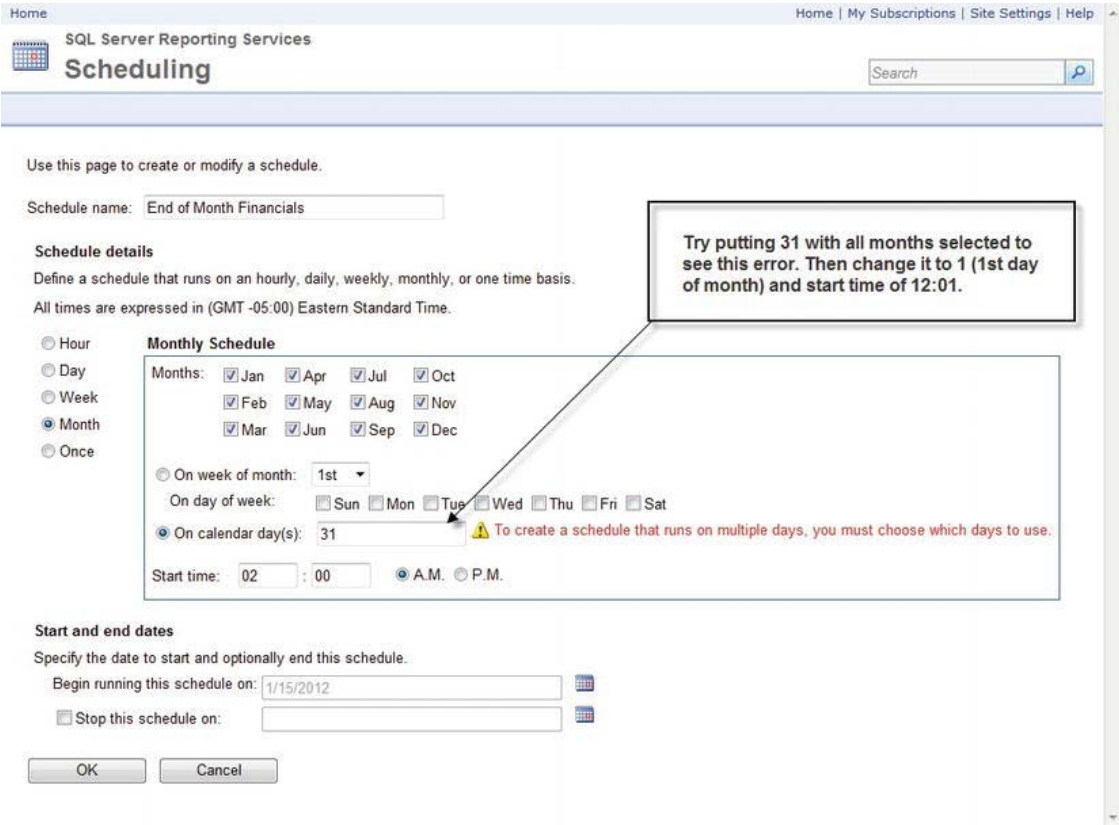 Home
Home | My Subscriptions | Site Settings | Help
SQL Server Reporting Services
Scheduling
Search
Use this page to create or modify a schedule.
Schedule name: End of Month Financials
Try putting 31 with all months selected to
see this error. Then change it to 1 (1st day
of month) and start time of 12:01.
Schedule details
Define a schedule that runs on an hourly, daily, weekly, monthly, or one time basis.
All times are expressed in (GMT -05:00) Eastern Standard Time.
Hour
Day
Week
Month
Once
Monthly Schedule
Months: Jan Apr Jul Oct
Feb May Aug Nov
Mar Jun Sep Dec
On week of month: 1st
On day of week: Sun Mon Tue Wed Thu Fri Sat
On calendar day(s): 31 To create a schedule that runs on multiple days, you must choose which days to use.
Start time: 02 : 00 A.M. P.M.
Start and end dates
Specify the date to start and optionally end this schedule.
Begin running this schedule on: 1/15/2012
Stop this schedule on:
OK Cancel